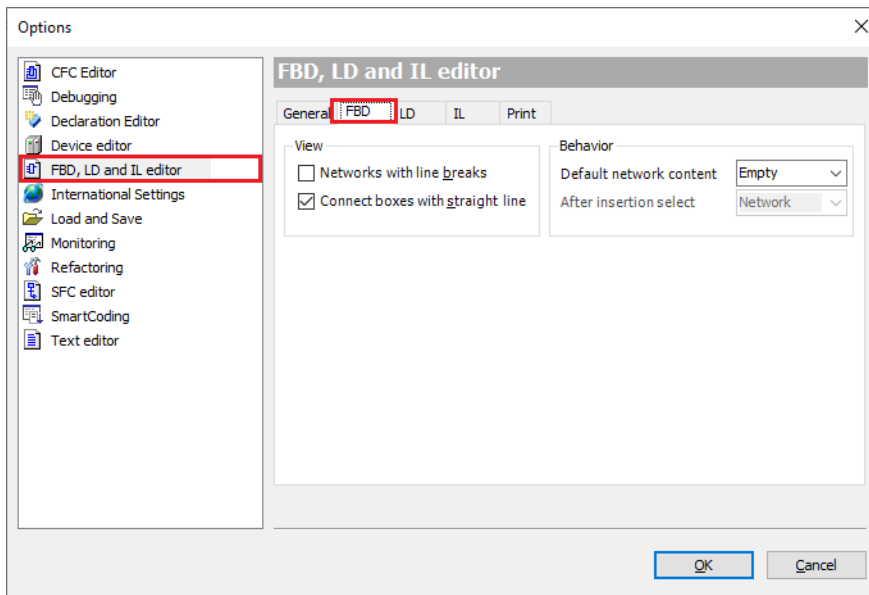 Options
CFC Editor
Debugging
Declaration Editor
Device editor
FBD, LD and IL editor
International Settings
Load and Save
Monitoring
Refactoring
SFC editor
SmartCoding
Text editor
FBD, LD and IL editor
General FBD LD IL Print
View
Networks with line breaks
Connect boxes with straight line
Behavior
Default network content Empty
After insertion select Network
OK Cancel